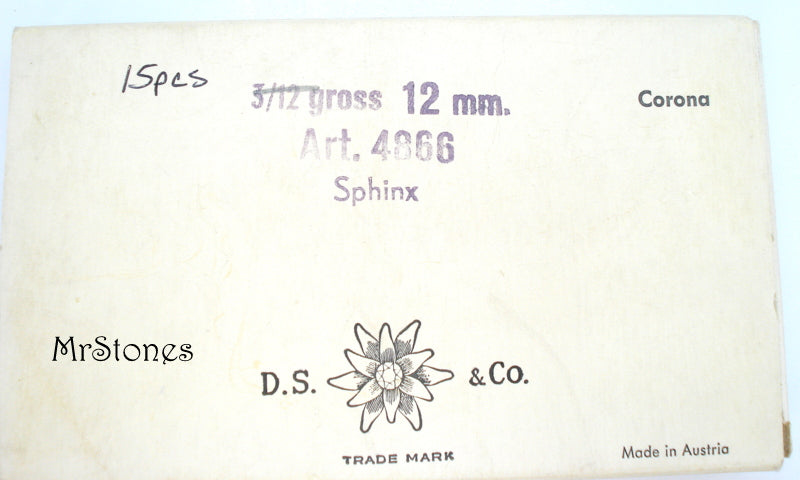 15pcs
3/12 gross 12 mm.
Corona
Art. 4866
Sphinx
MrStones
D.S. & Co.
TRADE MARK
Made in Austria